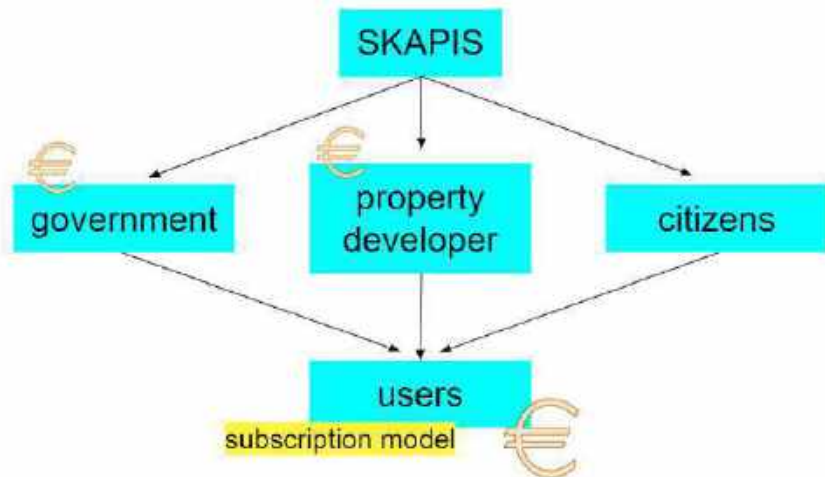 SKAPIS
€
€
government
property
developer
citizens
users
subscription model
€